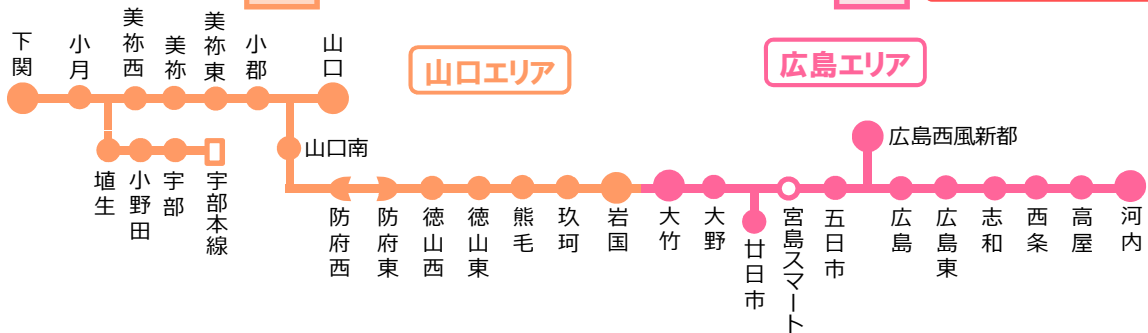 山口エリア
広島エリア
下関
小月
美祢西
美祢
美祢東
小郡
山口
埴生
小野田
宇部
宇部本線
山口南
防府西
防府東
徳山西
徳山東
熊毛
玖珂
岩国
大竹
大野
廿日市
宮島スマート
五日市
広島西風新都
広島
広島東
志和
西条
高屋
河内